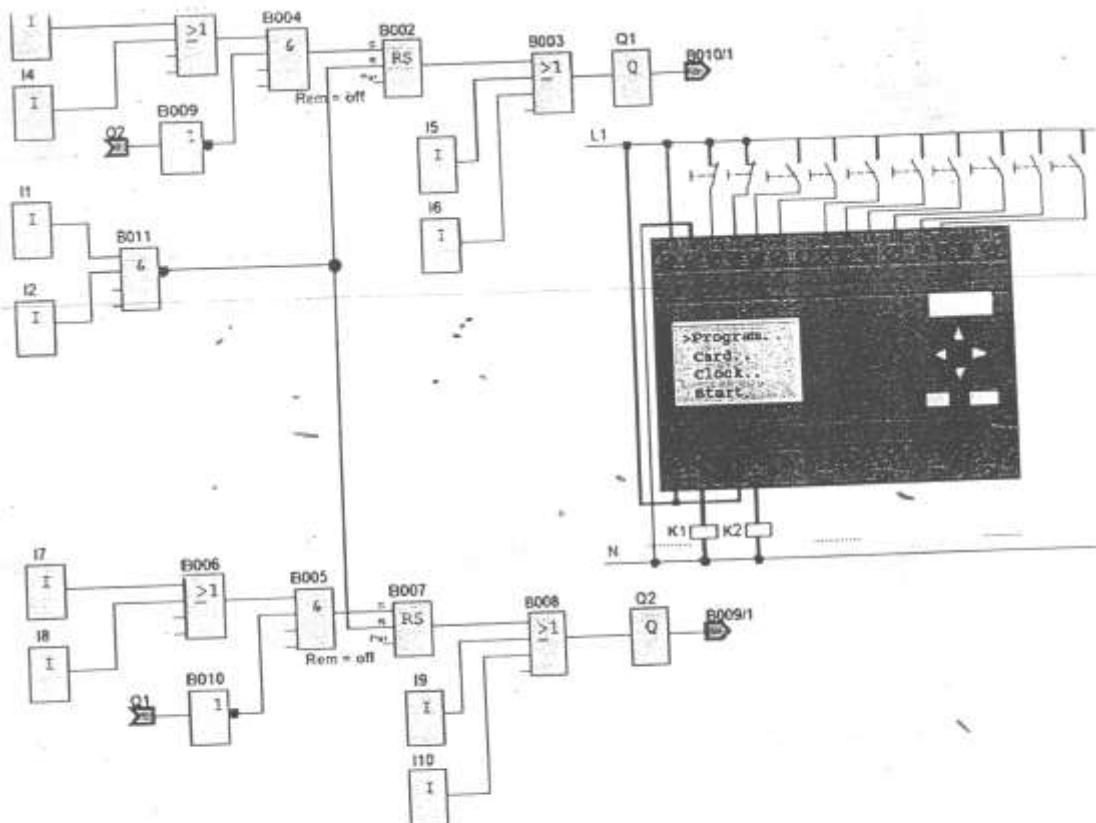 I
≥1
B004
&
B002
RS
B003
≥1
Q1
Q
B010/1
I4
I
Rem = off
B009
Q2
1
I5
I
L1
I1
I
I6
I
B011
&
I2
I
>Program..
Card..
Clock..
Start..
K1
K2
N
I7
I
B006
≥1
B005
&
B007
RS
B008
≥1
Q2
Q
B009/1
I8
I
Rem = off
B010
Q1
1
I9
I
I10
I